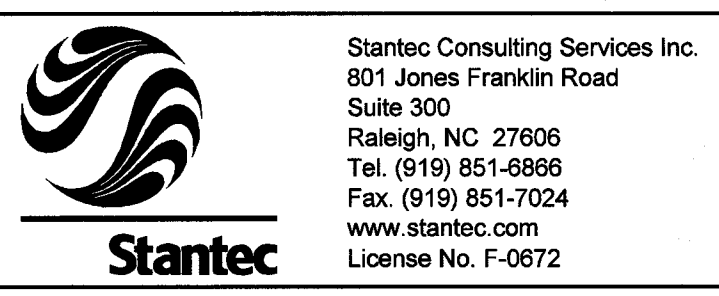 Stantec
Stantec Consulting Services Inc.
801 Jones Franklin Road
Suite 300
Raleigh, NC  27606
Tel. (919) 851-6866
Fax. (919) 851-7024
www.stantec.com
License No. F-0672